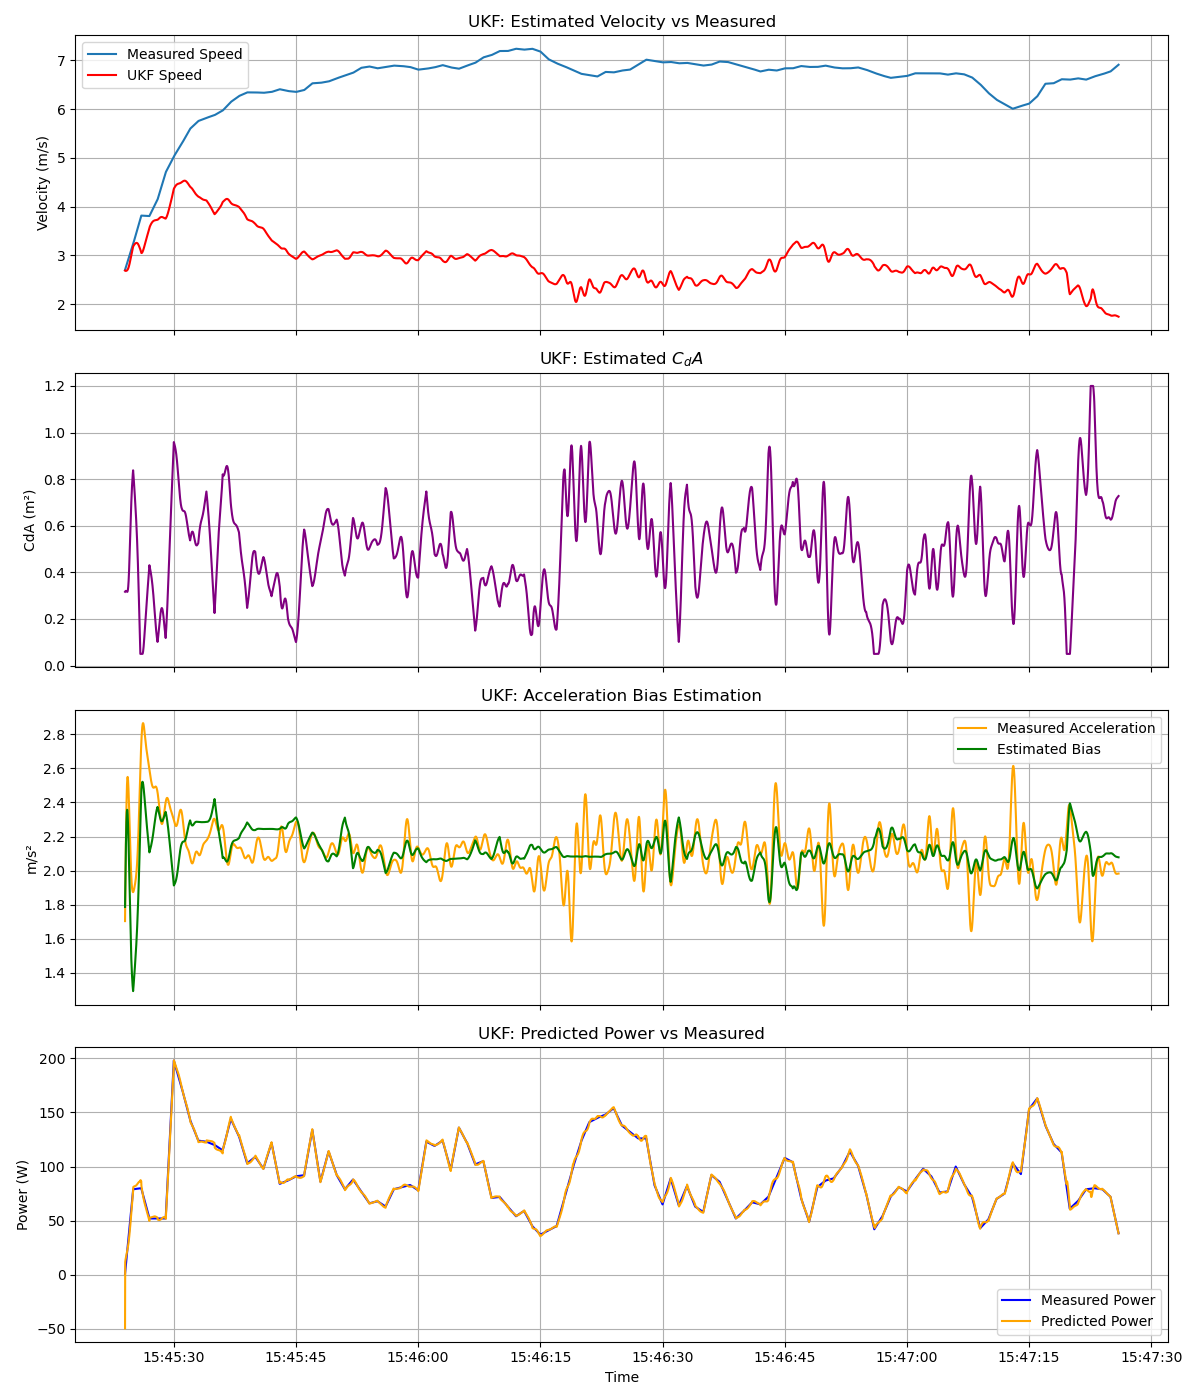 UKF: Estimated Velocity vs Measured
Velocity (m/s)
7
6
5
4
3
2
Measured Speed
UKF Speed
UKF: Estimated CdA
CdA (m²)
1.2
1.0
0.8
0.6
0.4
0.2
0.0
UKF: Acceleration Bias Estimation
m/s²
2.8
2.6
2.4
2.2
2.0
1.8
1.6
1.4
Measured Acceleration
Estimated Bias
UKF: Predicted Power vs Measured
Power (W)
200
150
100
50
0
−50
Measured Power
Predicted Power
15:45:30 15:45:45 15:46:00 15:46:15 15:46:30 15:46:45 15:47:00 15:47:15 15:47:30
Time